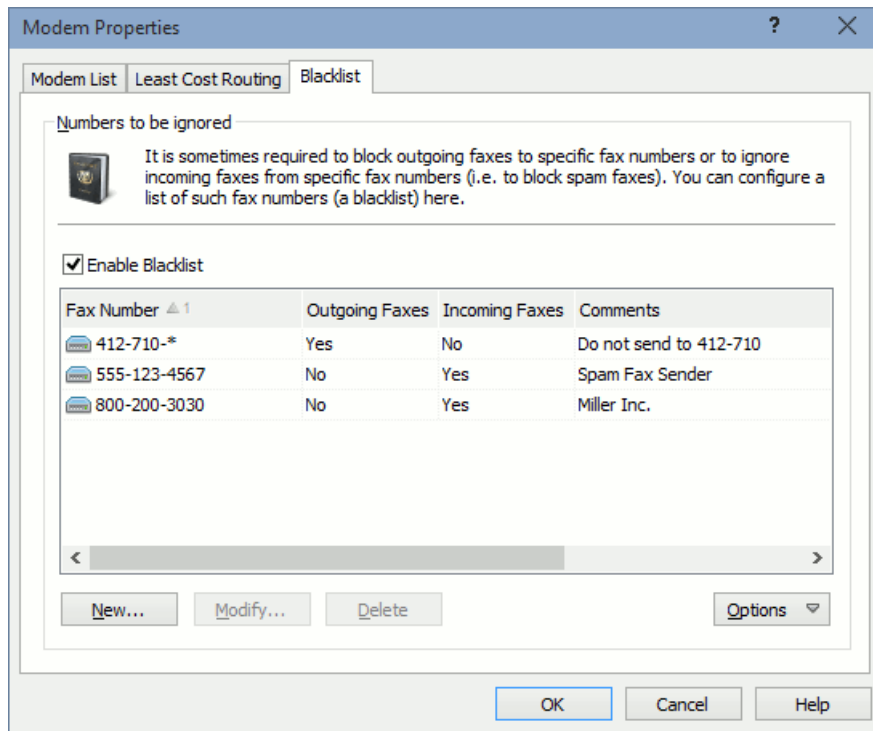 Modem Properties ?
Modem List Least Cost Routing Blacklist
Numbers to be ignored
It is sometimes required to block outgoing faxes to specific fax numbers or to ignore
incoming faxes from specific fax numbers (i.e. to block spam faxes). You can configure a
list of such fax numbers (a blacklist) here.
Enable Blacklist
Fax Number 1 Outgoing Faxes Incoming Faxes Comments
412-710-* Yes No Do not send to 412-710
555-123-4567 No Yes Spam Fax Sender
800-200-3030 No Yes Miller Inc.
New... Modify... Delete Options
OK Cancel Help